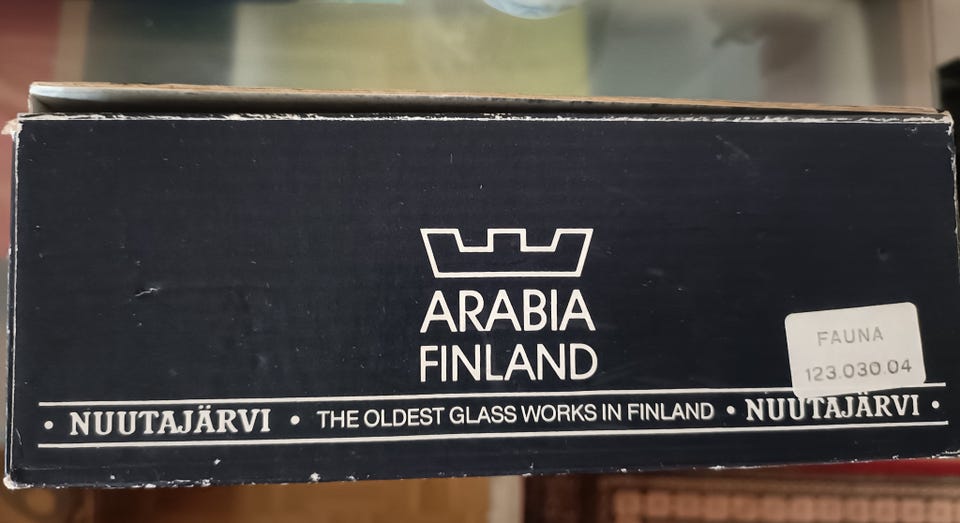 ARABIA
FINLAND
FAUNA
123.030.04
• NUUTAJÄRVI • THE OLDEST GLASS WORKS IN FINLAND • NUUTAJÄRVI •